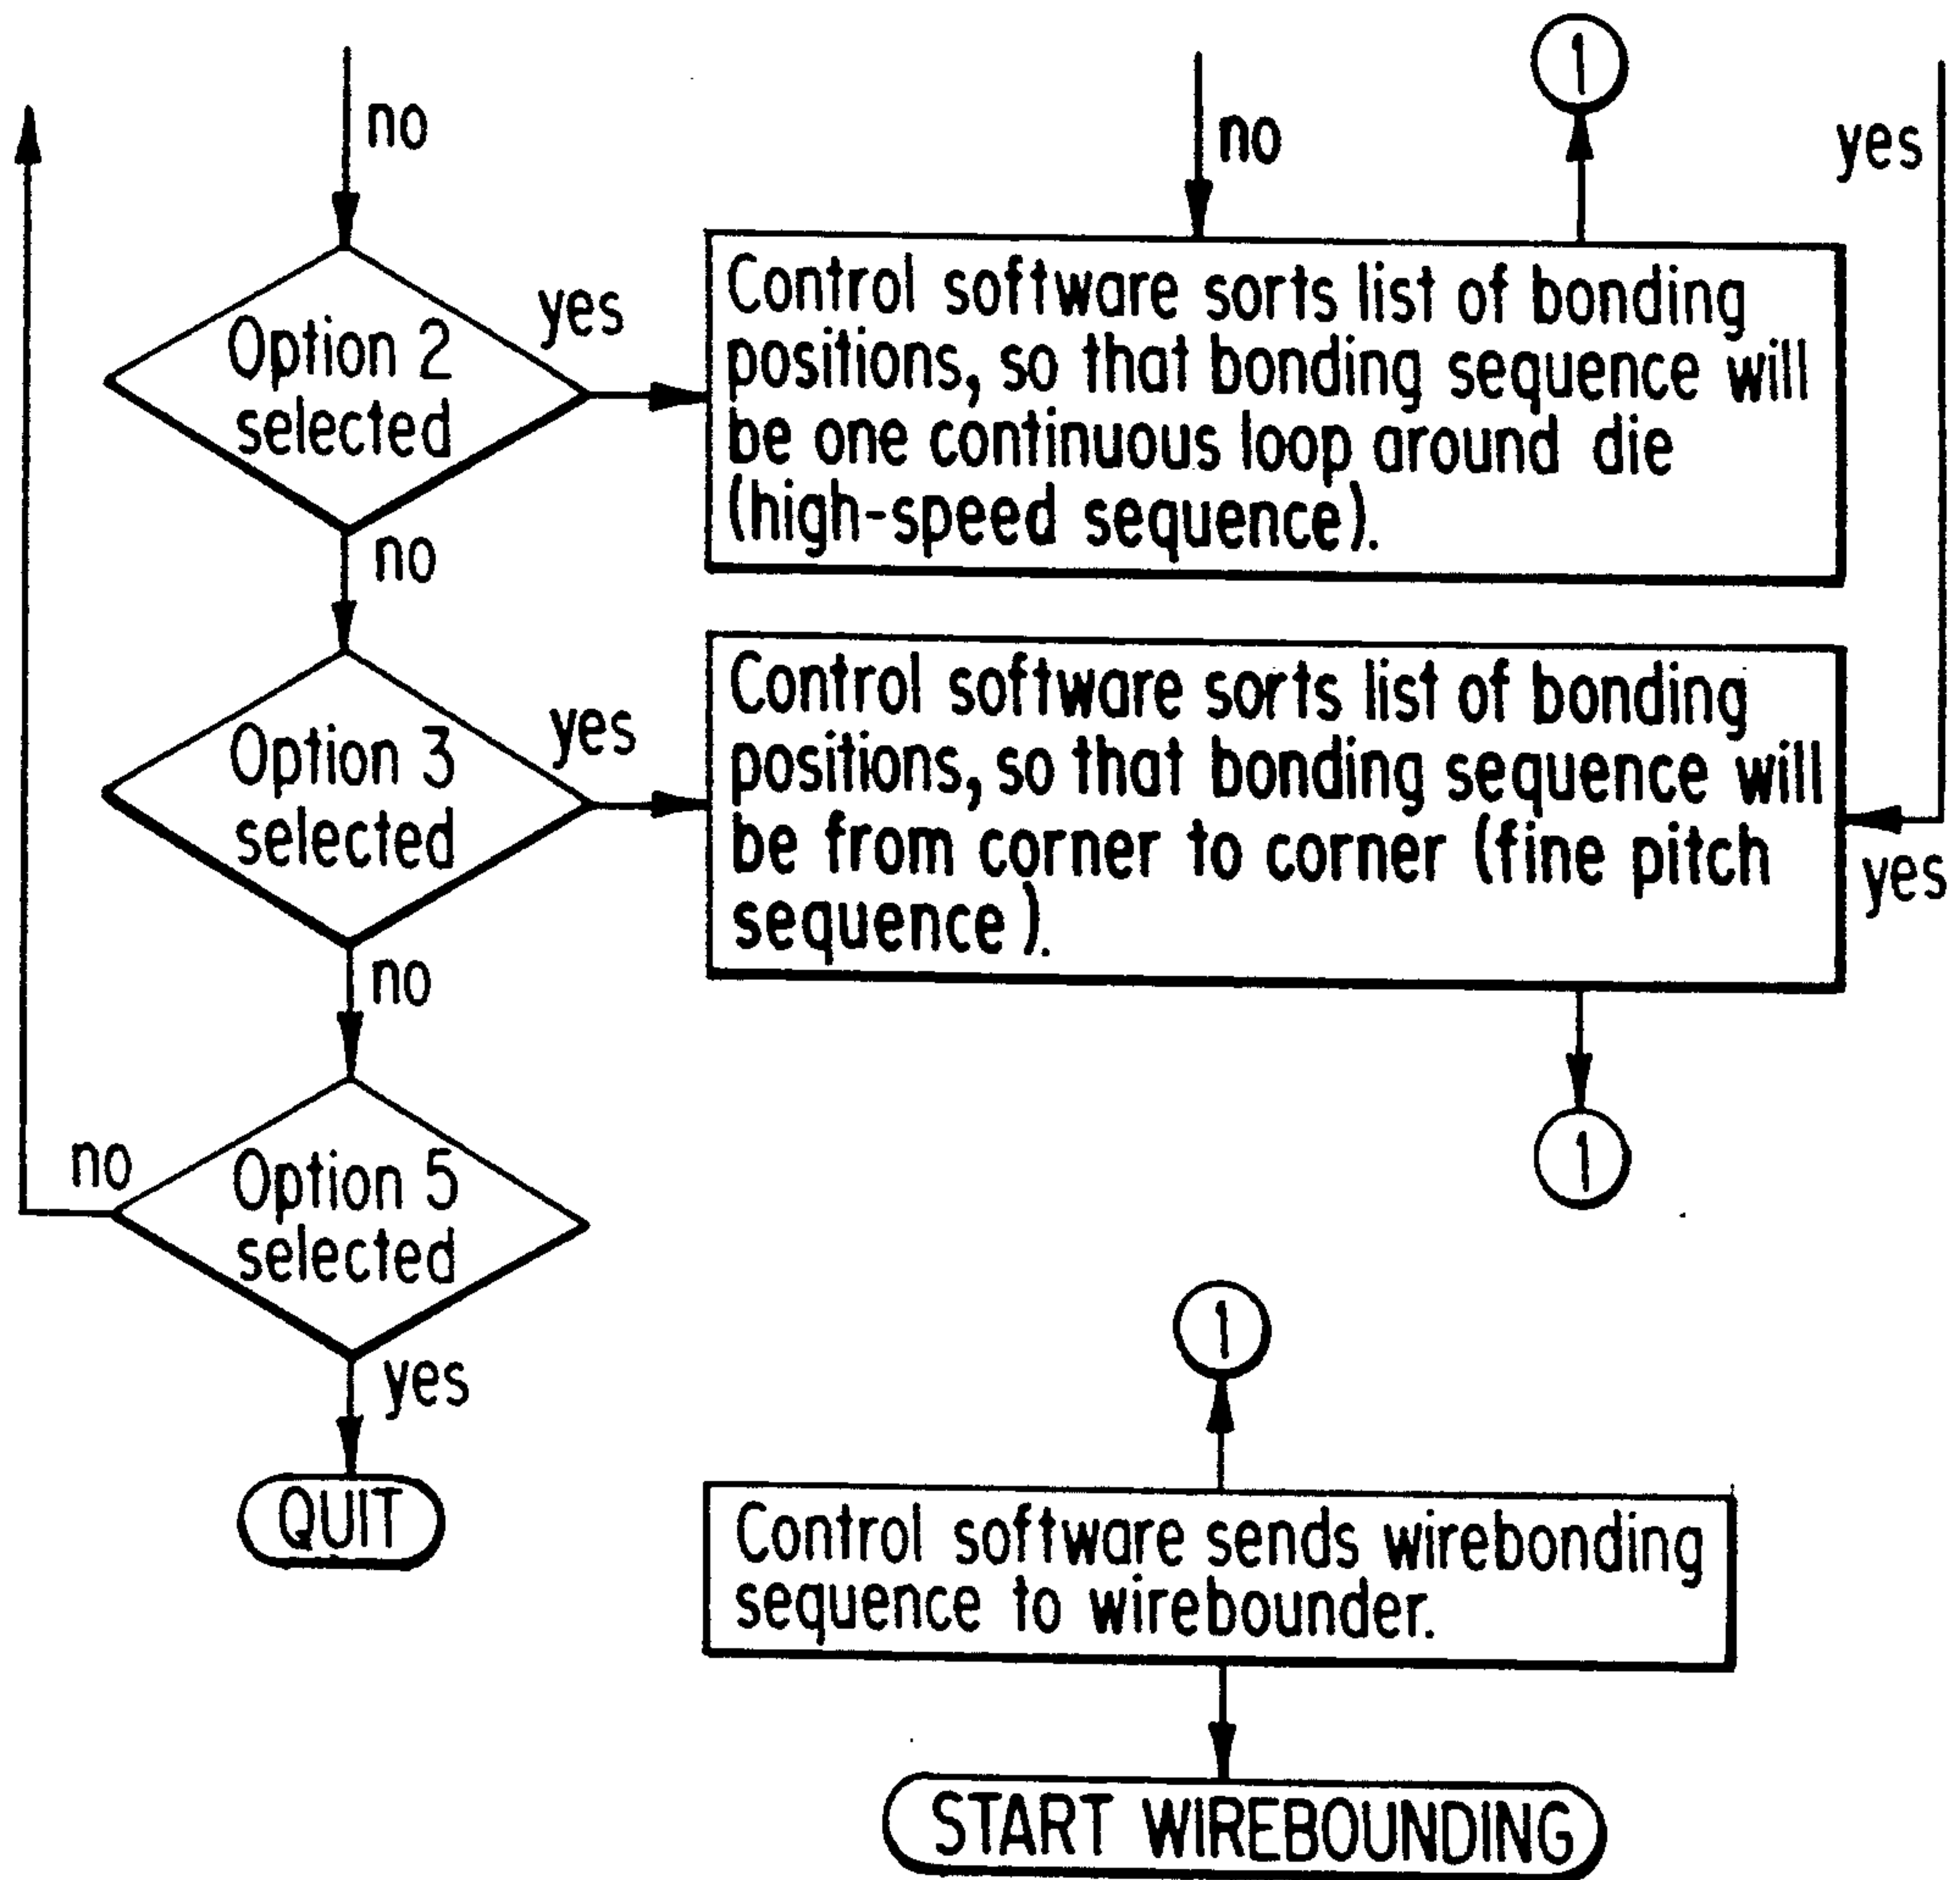 no
no
1
yes
Option 2
selected
yes
Control software sorts list of bonding
positions, so that bonding sequence will
be one continuous loop around die
(high-speed sequence).
no
Option 3
selected
yes
Control software sorts list of bonding
positions, so that bonding sequence will
be from corner to corner (fine pitch
sequence).
yes
no
1
no
Option 5
selected
yes
QUIT
1
Control software sends wirebonding
sequence to wirebounder.
START WIREBOUNDING